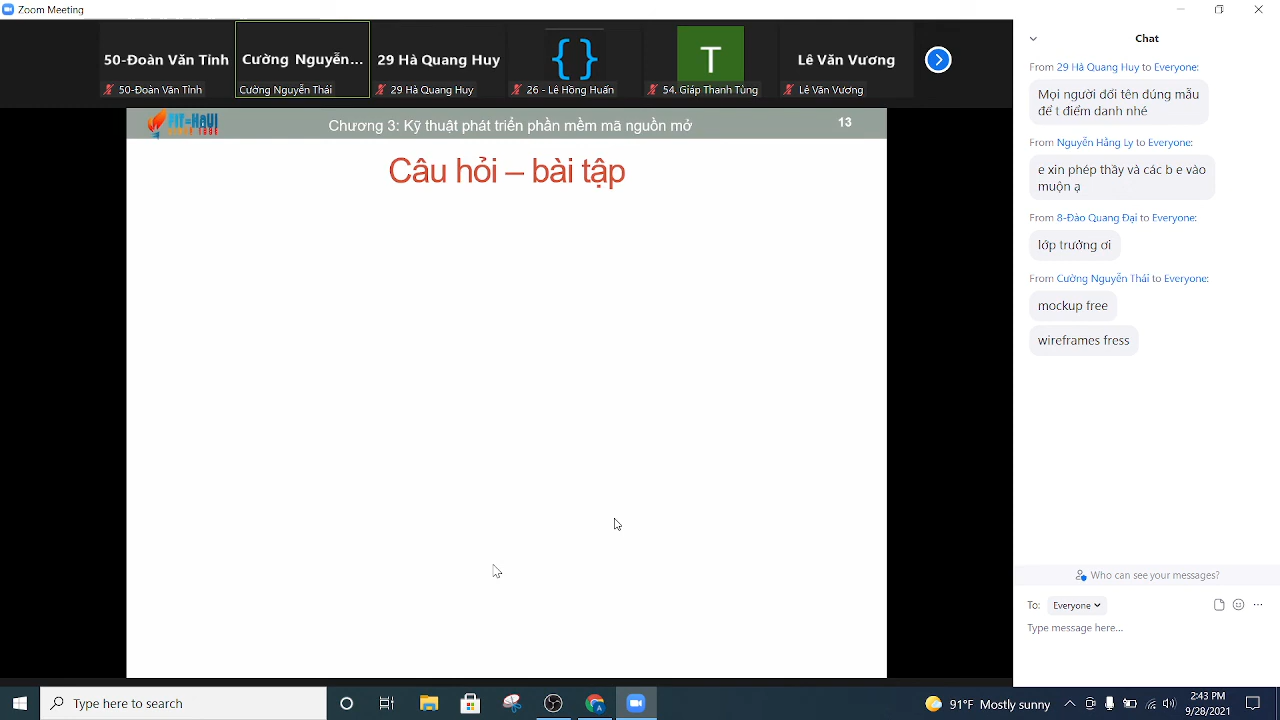 Zoom Meeting
50-Đoàn Văn Tỉnh
Cường Nguyễn...
29 Hà Quang Huy
T
Lê Văn Vương
50-Đoàn Văn Tỉnh
Cường Nguyễn Thái
29 Hà Quang Huy
26 - Lê Hồng Huấn
54. Giáp Thanh Tùng
Lê Văn Vương
FIT-HaUI
Chương 3: Kỹ thuật phát triển phần mềm mã nguồn mở
13
Câu hỏi – bài tập
Chat
From 29 Hà Quang Huy to Everyone:
Mọi người đổi tên đúng mẫu
From Nguyễn Hằng Ly to Everyone:
e xin phép thầy và các b e vào
muộn ạ
From 8-Đào Quang Đại to Everyone:
lớp trưởng ơi
From Cường Nguyễn Thái to Everyone:
mockup free
wireframes fress
Who can see your messages?
To: Everyone
Type message here...
Type here to search
91°F Mostly sunny
2:43 PM
9/28/2021